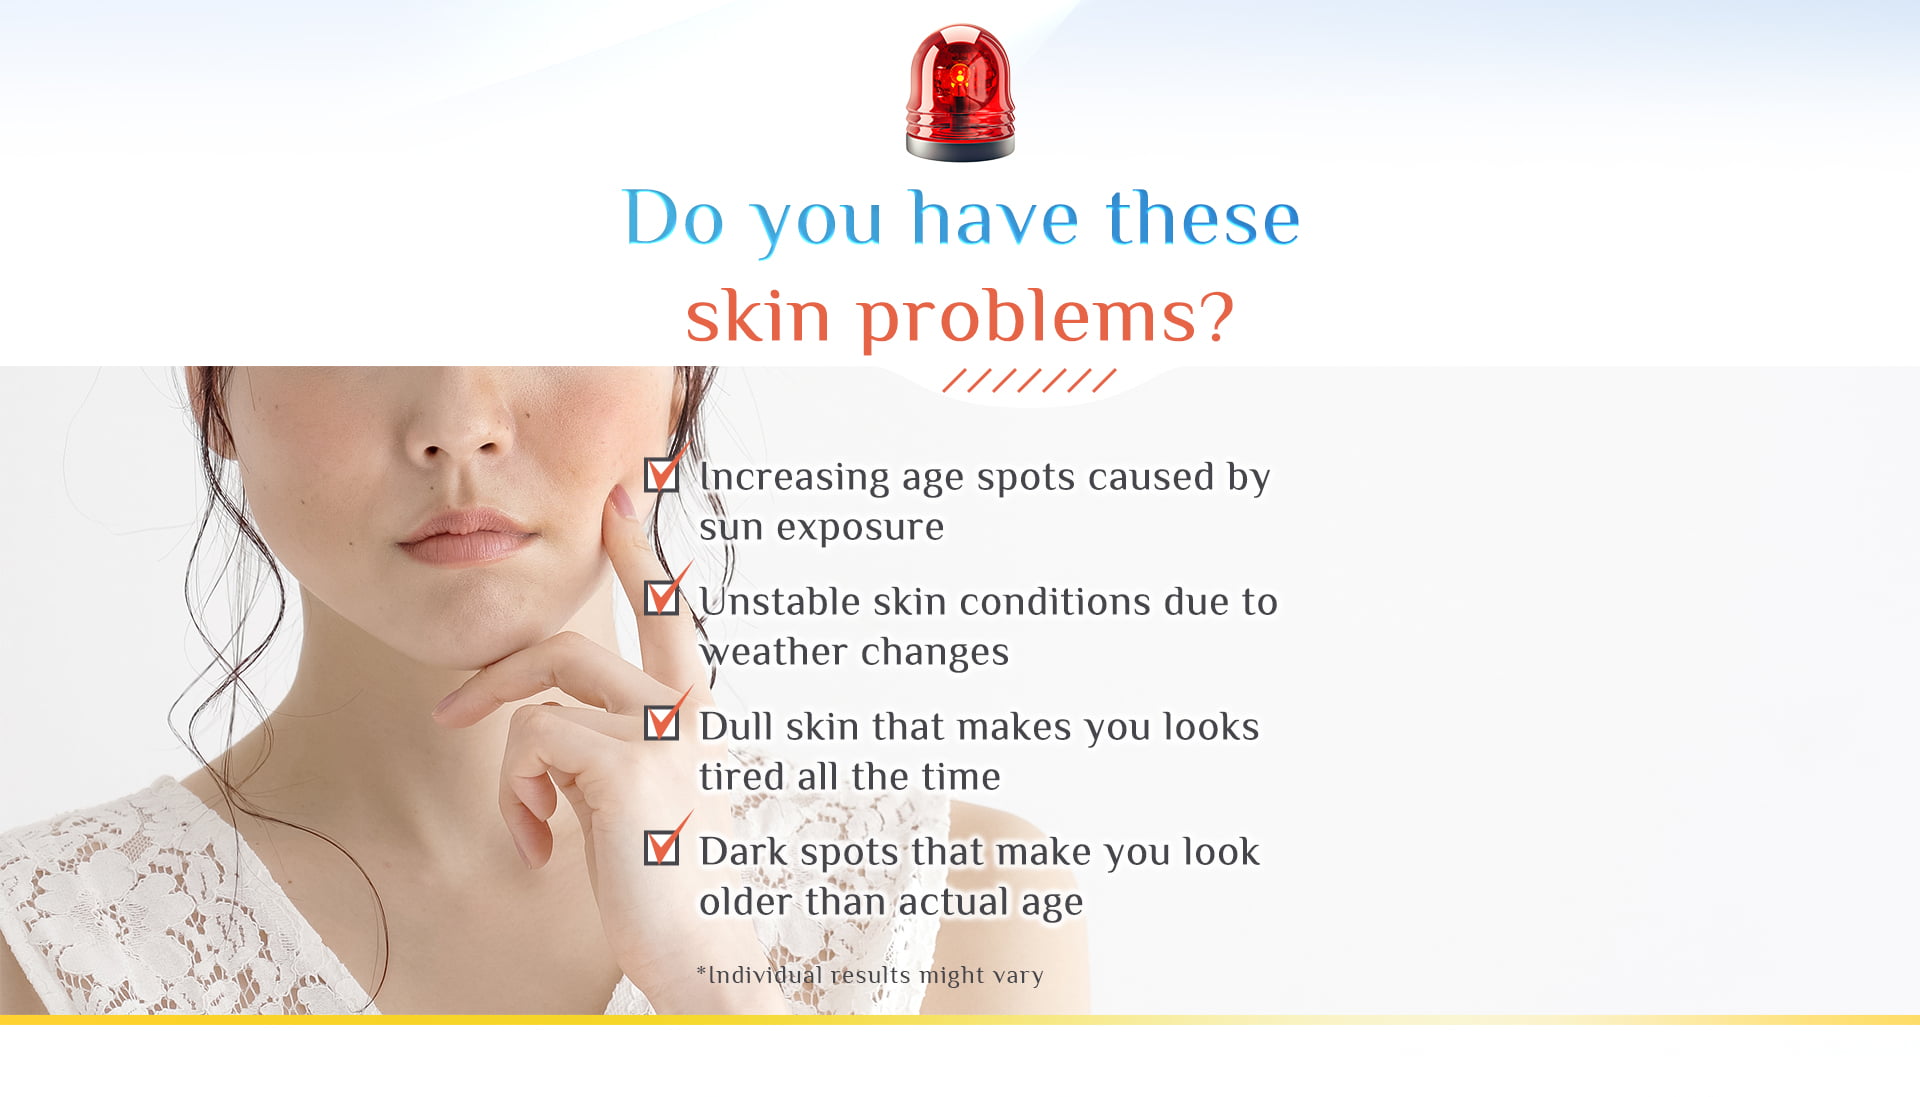 Do you have these
skin problems?
Increasing age spots caused by
sun exposure
Unstable skin conditions due to
weather changes
Dull skin that makes you looks
tired all the time
Dark spots that make you look
older than actual age
*Individual results might vary